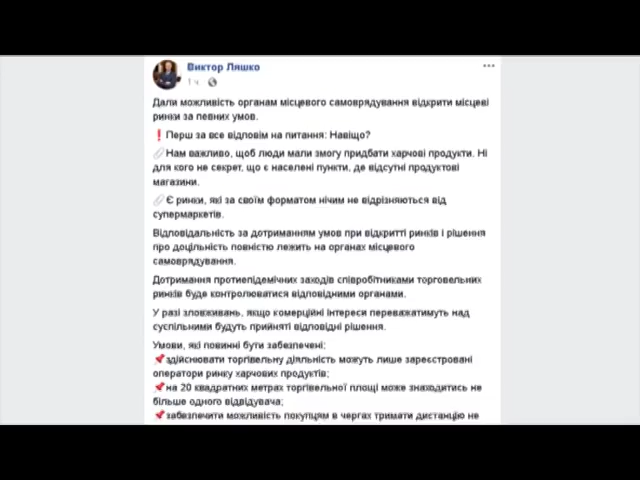 Виктор Ляшко
1 ч
Дали можливість органам місцевого самоврядування відкрити місцеві
ринки за певних умов.
❗Перш за все відповім на питання: Навіщо?
📎Нам важливо, щоб люди мали змогу придбати харчові продукти. Ні
для кого не секрет, що є населені пункти, де відсутні продуктові
магазини.
📎Є ринки, які за своїм форматом нічим не відрізняються від
супермаркетів.
Відповідальність за дотриманням умов при відкритті ринків і рішення
про доцільність повністю лежить на органах місцевого
самоврядування.
Дотримання протиепідемічних заходів співробітниками торговельних
ринків буде контролюватися відповідними органами.
У разі зловживань, якщо комерційні інтереси переважатимуть над
суспільними будуть прийняті відповідні рішення.
Умови, які повинні бути забезпечені:
📌здійснювати торгівельну діяльність можуть лише зареєстровані
оператори ринку харчових продуктів;
📌на 20 квадратних метрах торгівельної площі може знаходитись не
більше одного відвідувача;
📌забезпечити можливість покупцям в чергах тримати дистанцію не